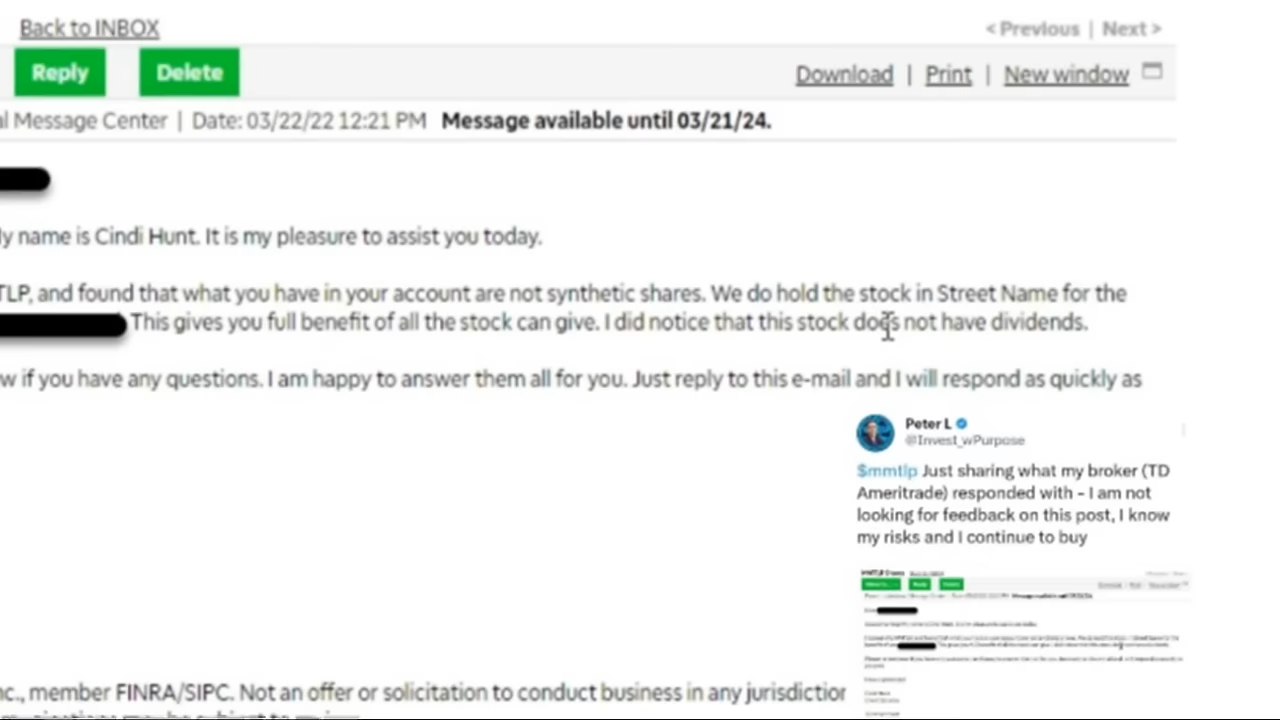 Back to INBOX
< Previous | Next >
Reply
Delete
Download | Print | New window
al Message Center | Date: 03/22/22 12:21 PM Message available until 03/21/24.
y name is Cindi Hunt. It is my pleasure to assist you today.
TLP, and found that what you have in your account are not synthetic shares. We do hold the stock in Street Name for the
This gives you full benefit of all the stock can give. I did notice that this stock does not have dividends.
w if you have any questions. I am happy to answer them all for you. Just reply to this e-mail and I will respond as quickly as
Peter L
@Invest_wPurpose
$mmtlp Just sharing what my broker (TD
Ameritrade) responded with - I am not
looking for feedback on this post, I know
my risks and I continue to buy
nc., member FINRA/SIPC. Not an offer or solicitation to conduct business in any jurisdiction